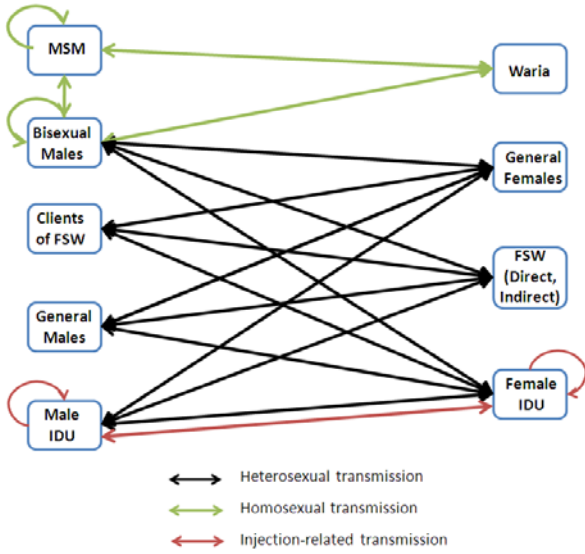 MSM
Waria
Bisexual
Males
General
Females
Clients
of FSW
FSW
(Direct,
Indirect)
General
Males
Male
IDU
Female
IDU
Heterosexual transmission
Homosexual transmission
Injection-related transmission